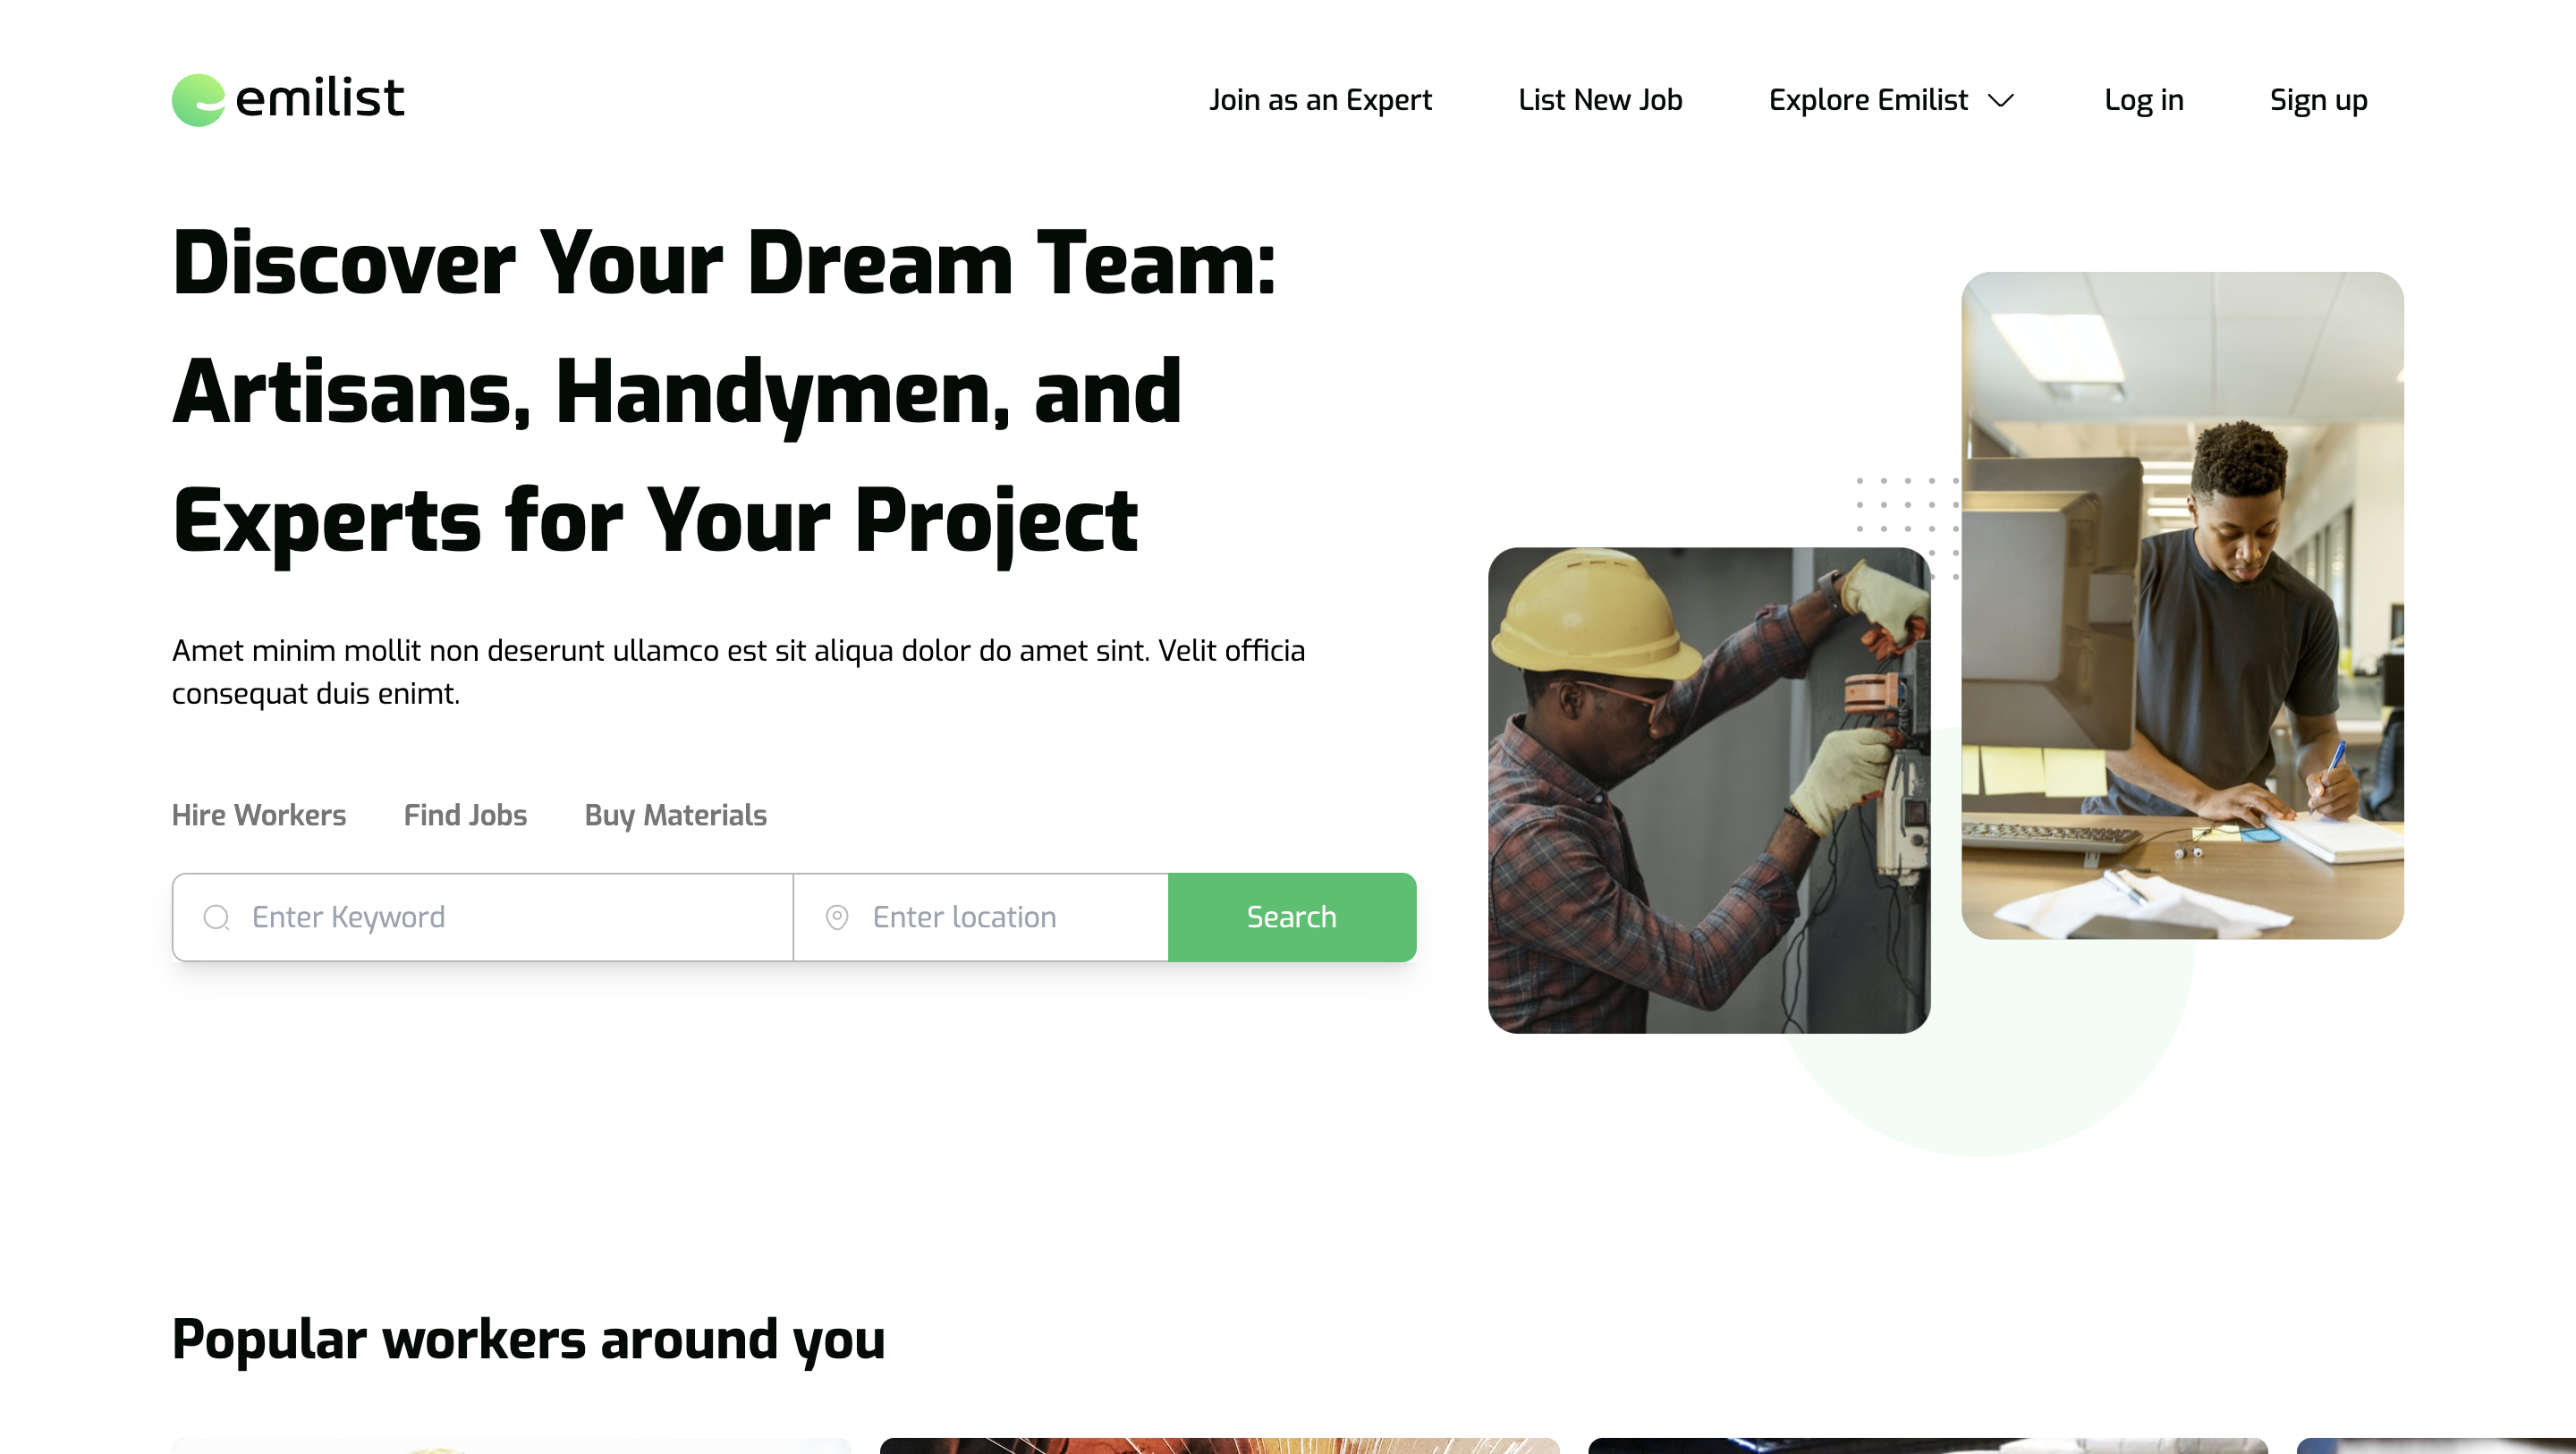 emilist
Join as an Expert
List New Job
Explore Emilist
Log in
Sign up
Discover Your Dream Team:
Artisans, Handymen, and
Experts for Your Project
Amet minim mollit non deserunt ullamco est sit aliqua dolor do amet sint. Velit officia
consequat duis enimt.
Hire Workers
Find Jobs
Buy Materials
Enter Keyword
Enter location
Search
Popular workers around you